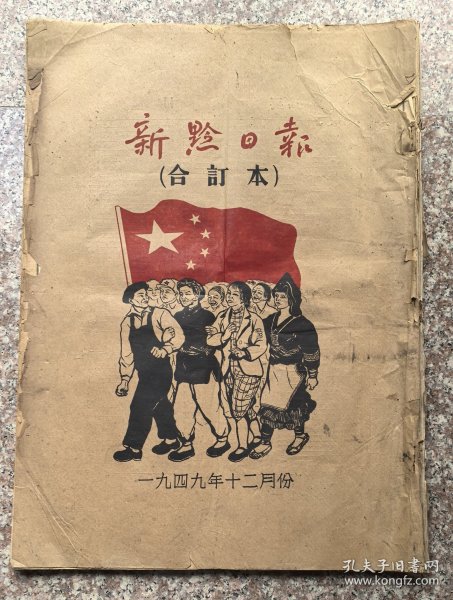 新黔日報
(合訂本)
一九四九年十二月份
孔夫子旧书网
www.kongfz.com